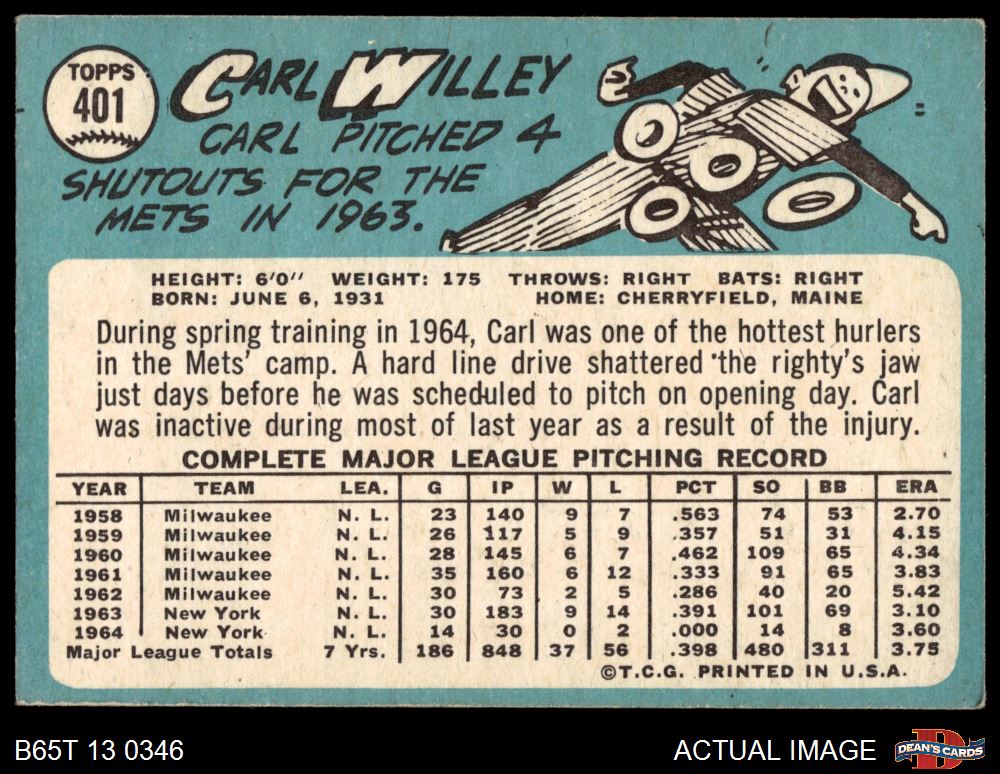 TOPPS
401
CARL WILLEY
CARL PITCHED 4
SHUTOUTS FOR THE
METS IN 1963.
0 0 0 0
HEIGHT: 6'0" WEIGHT: 175 THROWS: RIGHT BATS: RIGHT
BORN: JUNE 6, 1931 HOME: CHERRYFIELD, MAINE
During spring training in 1964, Carl was one of the hottest hurlers
in the Mets' camp. A hard line drive shattered the righty's jaw
just days before he was scheduled to pitch on opening day. Carl
was inactive during most of last year as a result of the injury.
COMPLETE MAJOR LEAGUE PITCHING RECORD
YEAR TEAM LEA. G IP W L PCT SO BB ERA
1958 Milwaukee N. L. 23 140 9 7 .563 74 53 2.70
1959 Milwaukee N. L. 26 117 5 9 .357 51 31 4.15
1960 Milwaukee N. L. 28 145 6 7 .462 109 65 4.34
1961 Milwaukee N. L. 35 160 6 12 .333 91 65 3.83
1962 Milwaukee N. L. 30 73 2 5 .286 40 20 5.42
1963 New York N. L. 30 183 9 14 .391 101 69 3.10
1964 New York N. L. 14 30 0 2 .000 14 8 3.60
Major League Totals 7 Yrs. 186 848 37 56 .398 480 311 3.75
©T.C.G. PRINTED IN U.S.A.
B65T 13 0346 ACTUAL IMAGE D DEAN'S CARDS